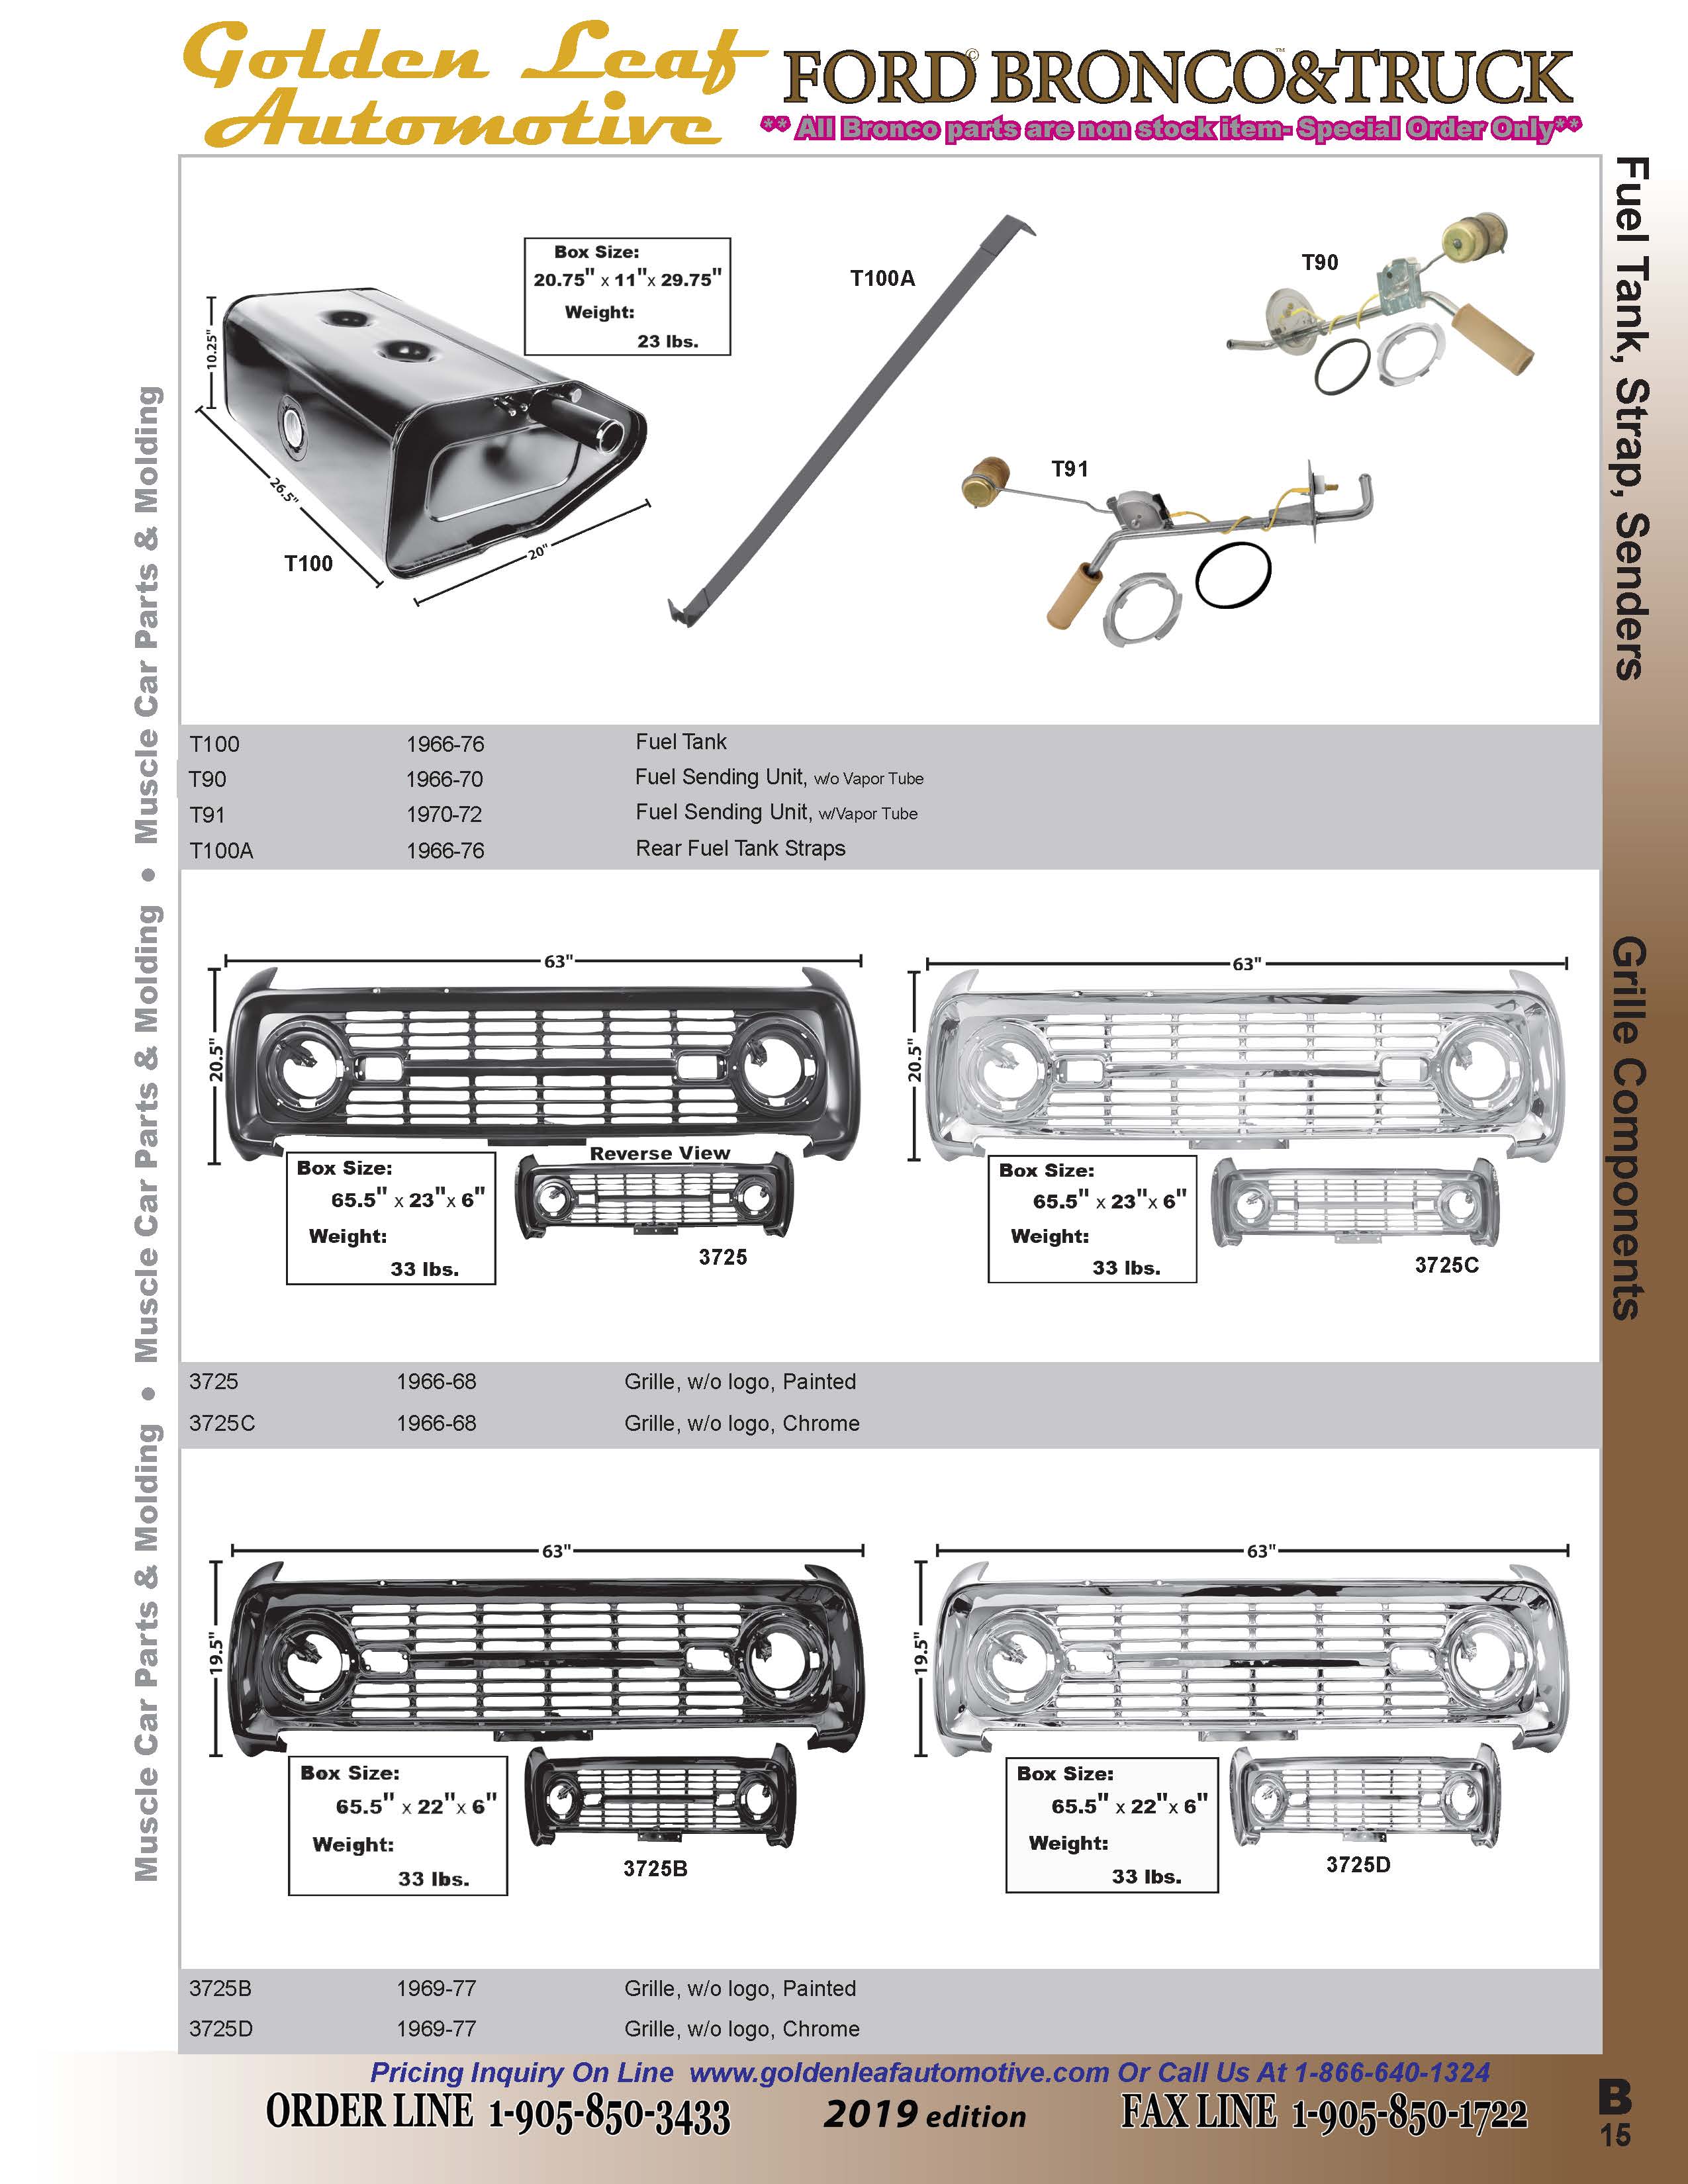 Golden Leaf
Automotive
FORD© BRONCO™&TRUCK
** All Bronco parts are non stock item- Special Order Only**
Fuel Tank, Strap, Senders
Grille Components
Muscle Car Parts & Molding • Muscle Car Parts & Molding • Muscle Car Parts & Molding
Box Size:
20.75" x 11"x 29.75"
Weight:
23 lbs.
10.25"
26.5"
20"
T100
T100A
T90
T91
T100 1966-76 Fuel Tank
T90 1966-70 Fuel Sending Unit, w/o Vapor Tube
T91 1970-72 Fuel Sending Unit, w/Vapor Tube
T100A 1966-76 Rear Fuel Tank Straps
63"
20.5"
Reverse View
Box Size:
65.5" x 23"x 6"
Weight:
33 lbs.
3725
63"
20.5"
Box Size:
65.5" x 23"x 6"
Weight:
33 lbs.
3725C
3725 1966-68 Grille, w/o logo, Painted
3725C 1966-68 Grille, w/o logo, Chrome
63"
19.5"
Box Size:
65.5" x 22"x 6"
Weight:
33 lbs.
3725B
63"
19.5"
Box Size:
65.5" x 22"x 6"
Weight:
33 lbs.
3725D
3725B 1969-77 Grille, w/o logo, Painted
3725D 1969-77 Grille, w/o logo, Chrome
Pricing Inquiry On Line www.goldenleafautomotive.com Or Call Us At 1-866-640-1324
ORDER LINE 1-905-850-3433
2019 edition
FAX LINE 1-905-850-1722
B
15